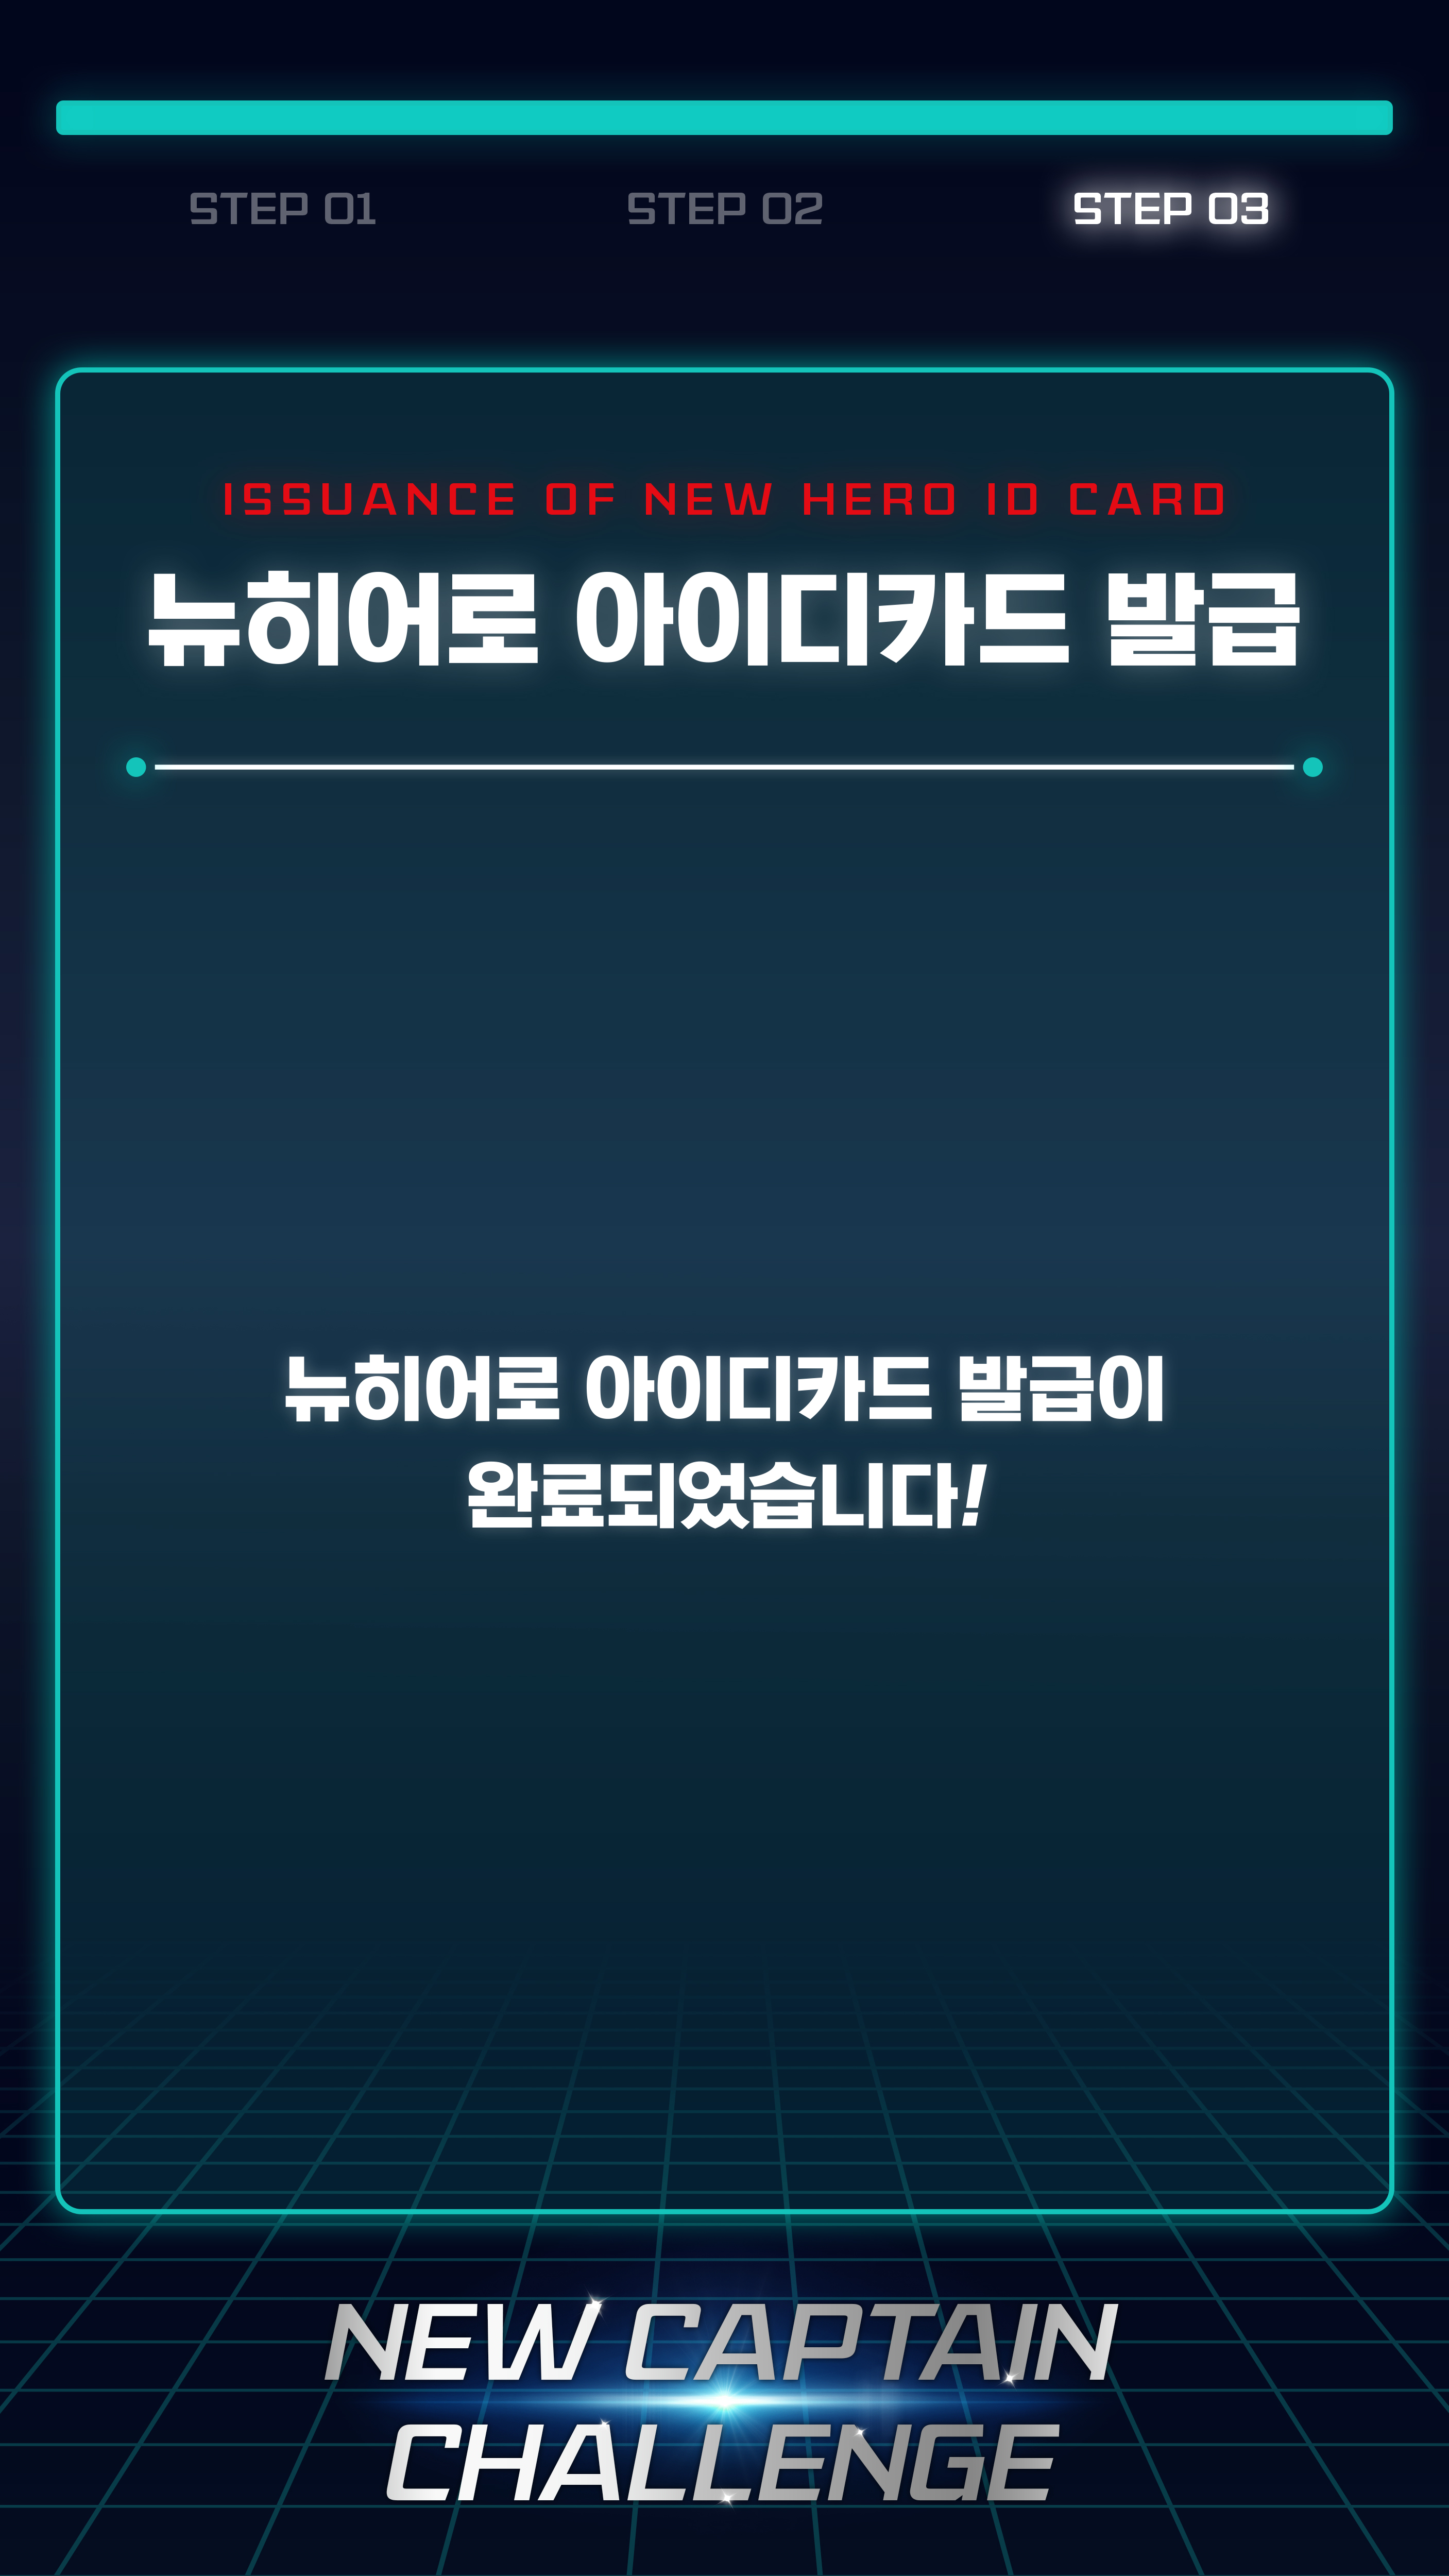 STEP 01 STEP 02 STEP 03
ISSUANCE OF NEW HERO ID CARD
뉴히어로 아이디카드 발급
뉴히어로 아이디카드 발급이
완료되었습니다!
NEW CAPTAIN
CHALLENGE